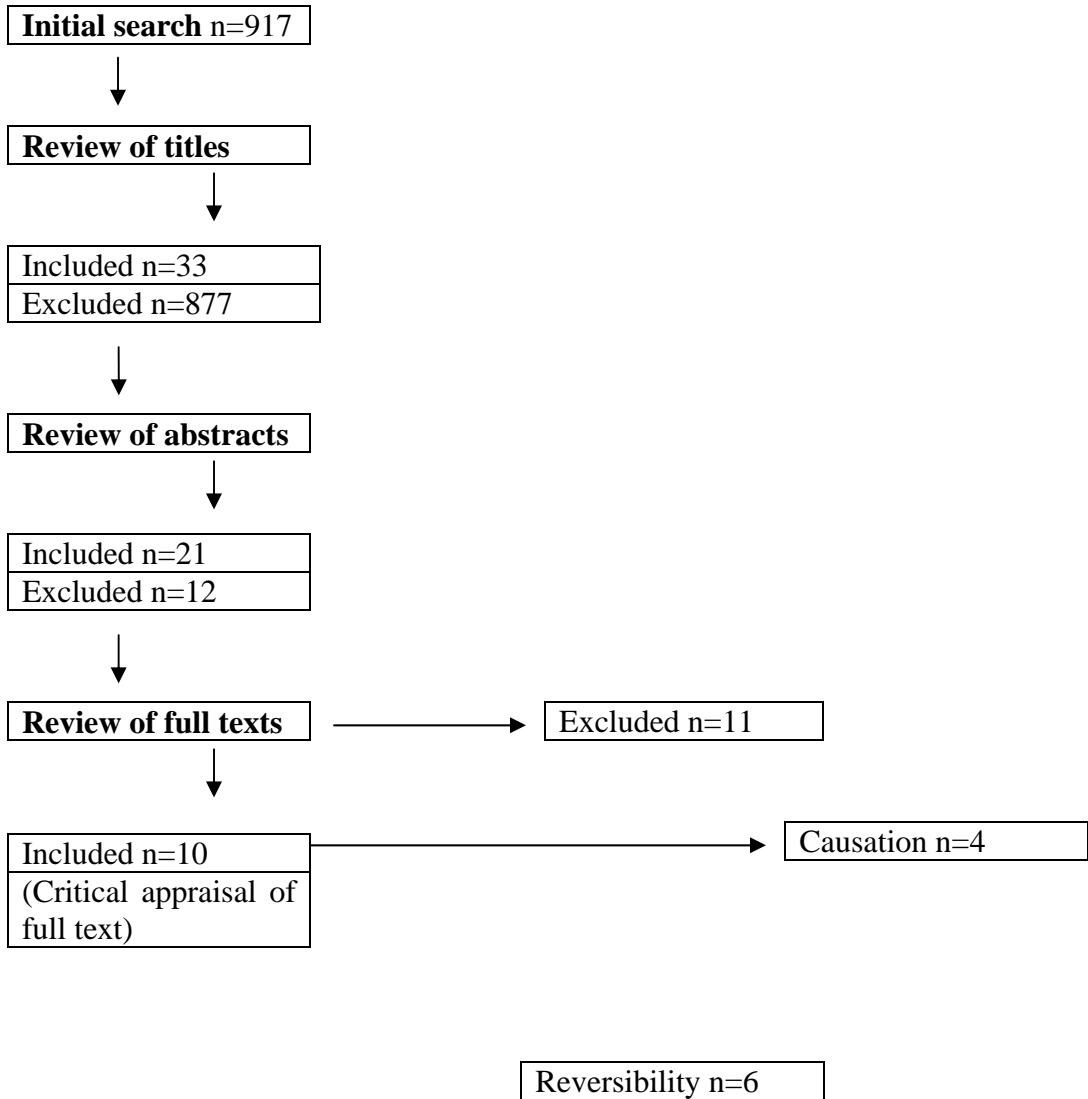 Initial search n=917
Review of titles
Included n=33
Excluded n=877
Review of abstracts
Included n=21
Excluded n=12
Review of full texts
Excluded n=11
Included n=10
(Critical appraisal of
full text)
Causation n=4
Reversibility n=6